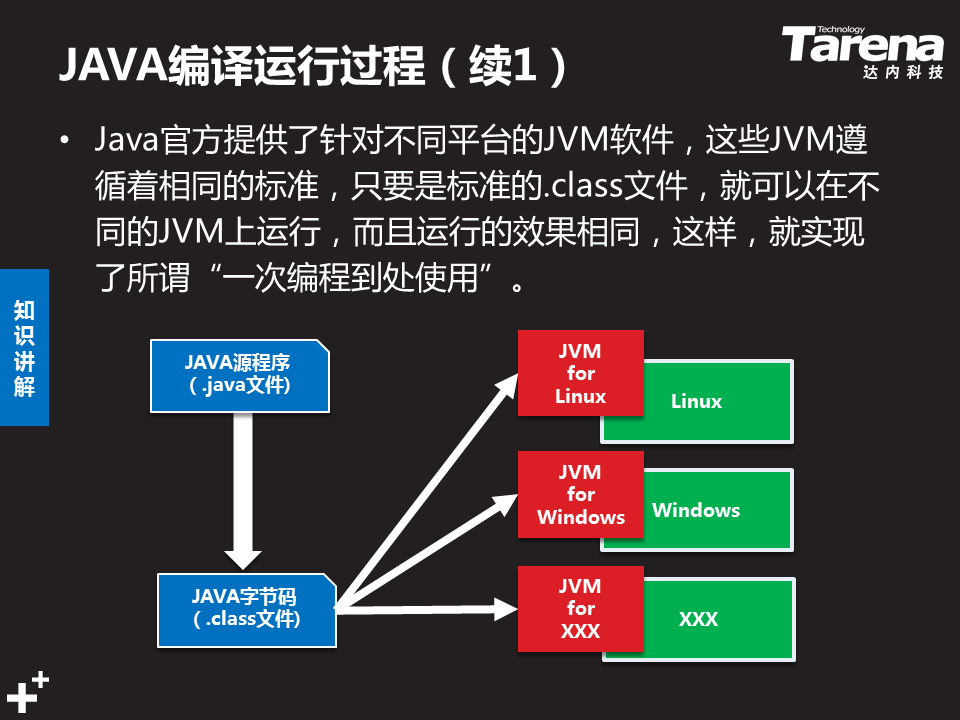 JAVA编译运行过程（续1）
Technology
Tarena
达内科技
• Java官方提供了针对不同平台的JVM软件，这些JVM遵
循着相同的标准，只要是标准的.class文件，就可以在不
同的JVM上运行，而且运行的效果相同，这样，就实现
了所谓“一次编程到处使用”。
知
识
讲
解
JAVA源程序
（.java文件）
JVM
for
Linux
Linux
JVM
for
Windows
Windows
JAVA字节码
（.class文件）
JVM
for
XXX
XXX